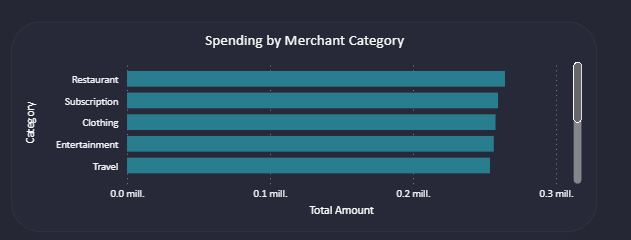 Spending by Merchant Category
Category
Restaurant
Subscription
Clothing
Entertainment
Travel
0.0 mill. 0.1 mill. 0.2 mill. 0.3 mill.
Total Amount